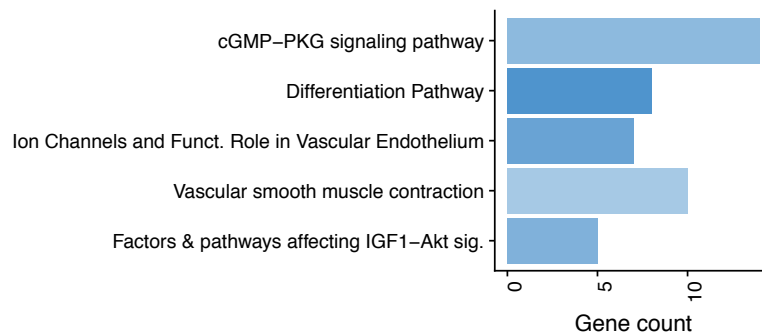 cGMP−PKG signaling pathway
Differentiation Pathway
Ion Channels and Funct. Role in Vascular Endothelium
Vascular smooth muscle contraction
Factors & pathways affecting IGF1−Akt sig.
0
5
10
Gene count